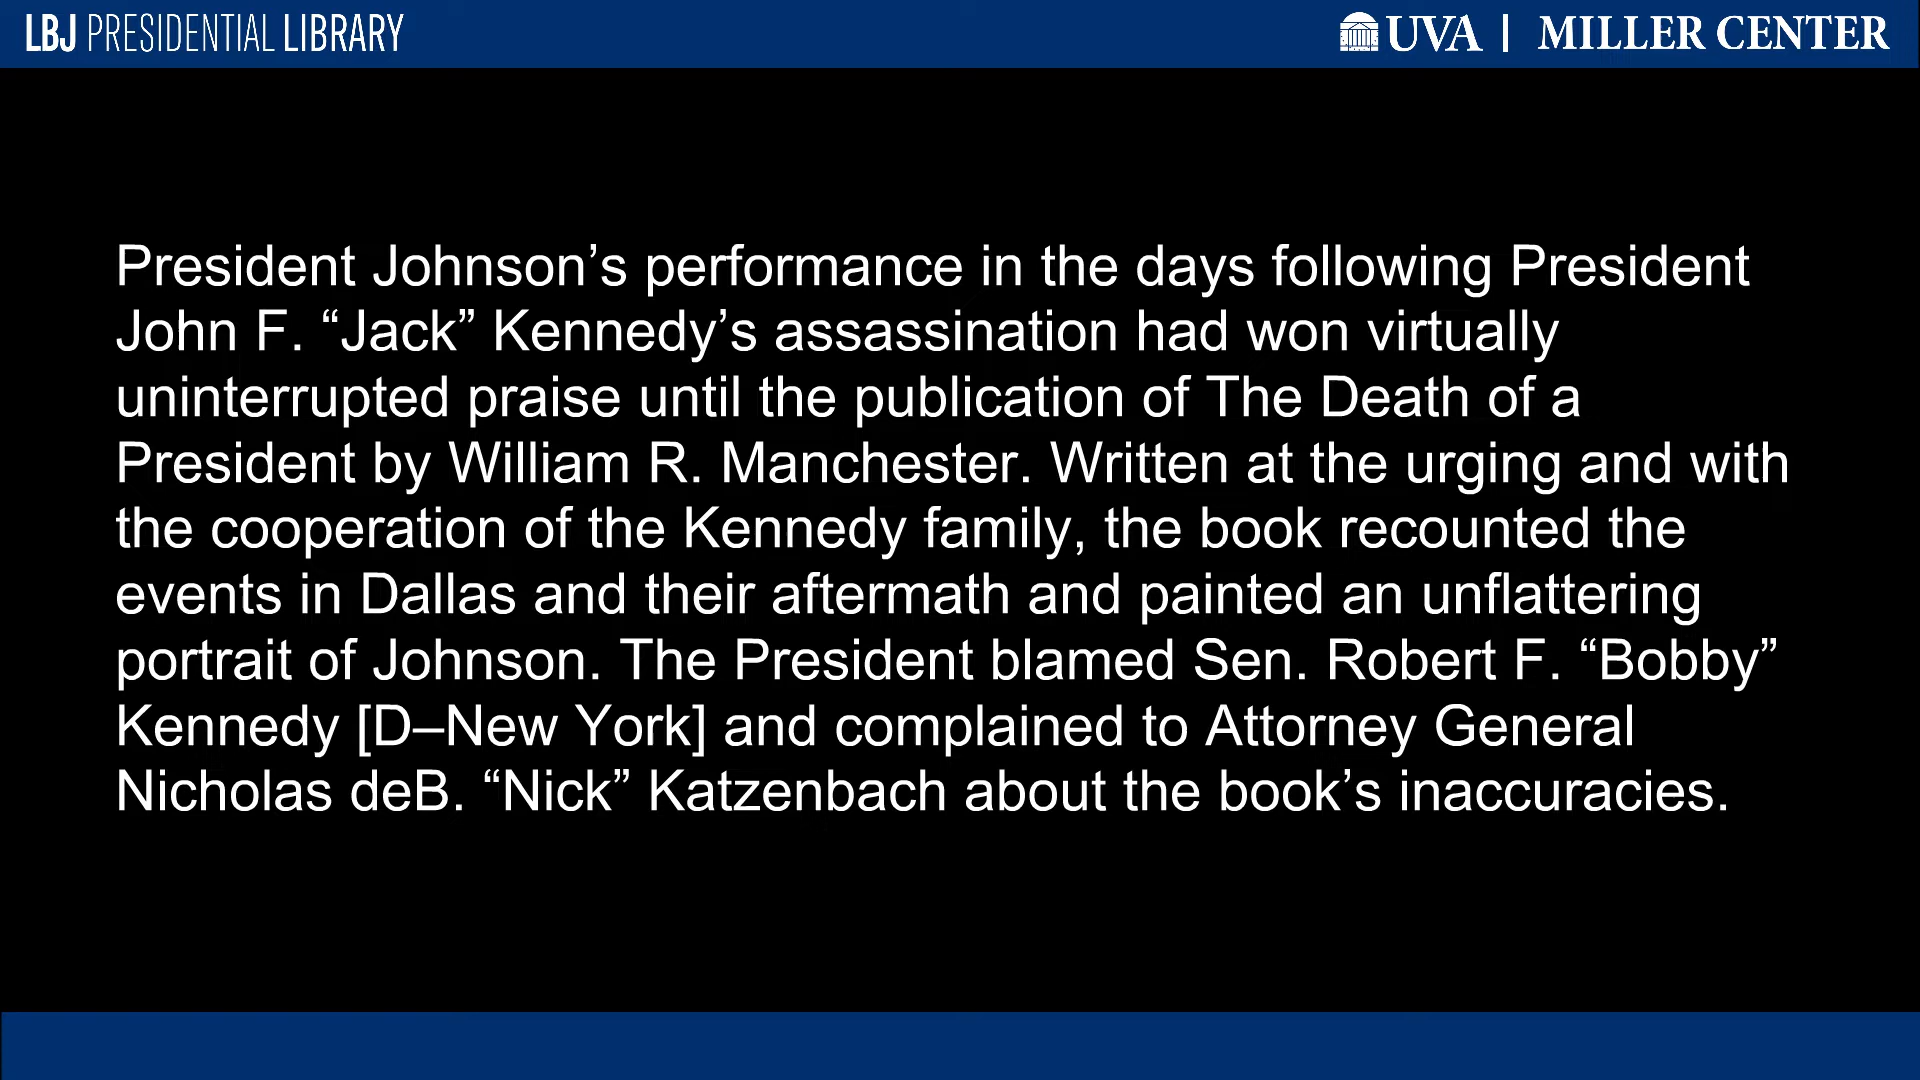 LBJ PRESIDENTIAL LIBRARY
UVA | MILLER CENTER
President Johnson’s performance in the days following President
John F. “Jack” Kennedy’s assassination had won virtually
uninterrupted praise until the publication of The Death of a
President by William R. Manchester. Written at the urging and with
the cooperation of the Kennedy family, the book recounted the
events in Dallas and their aftermath and painted an unflattering
portrait of Johnson. The President blamed Sen. Robert F. “Bobby”
Kennedy [D–New York] and complained to Attorney General
Nicholas deB. “Nick” Katzenbach about the book’s inaccuracies.